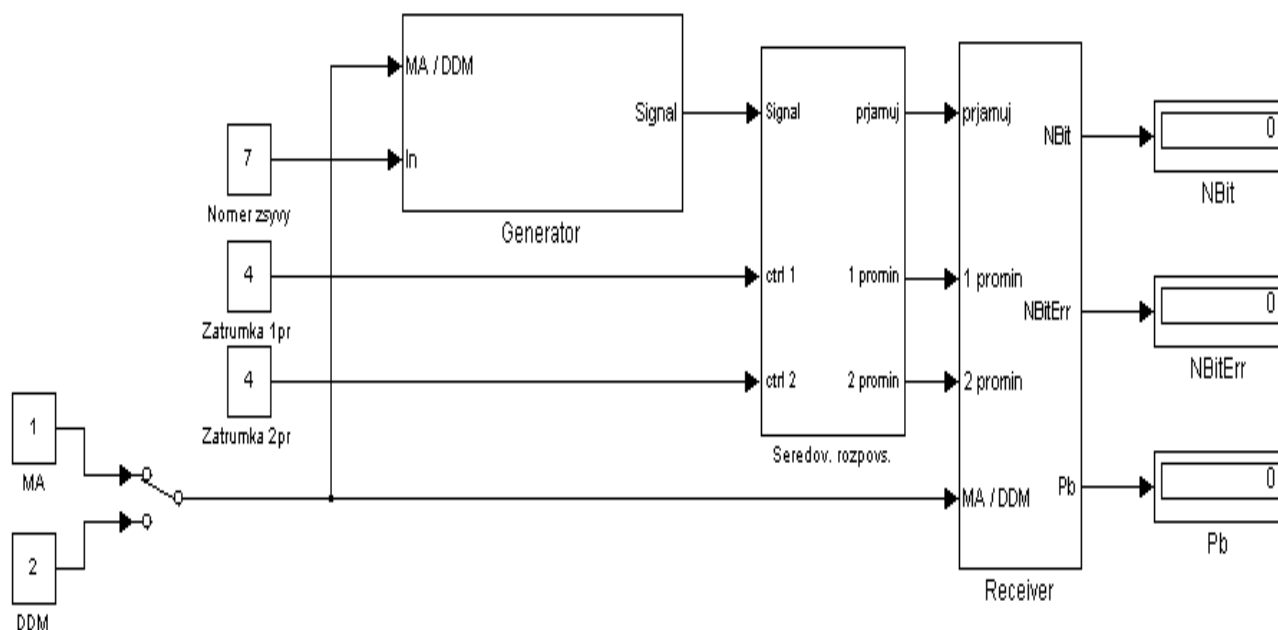 MA / DDM
Signal
In
Generator
7
Nomer zsyvy
4
Zatrumka 1pr
4
Zatrumka 2pr
1
MA
2
DDM
Signal
prjamuj
ctrl 1
1 promin
ctrl 2
2 promin
Seredov. rozpovs.
prjamuj
NBit
1 promin
NBitErr
2 promin
MA / DDM
Pb
Receiver
0
NBit
0
NBitErr
0
Pb